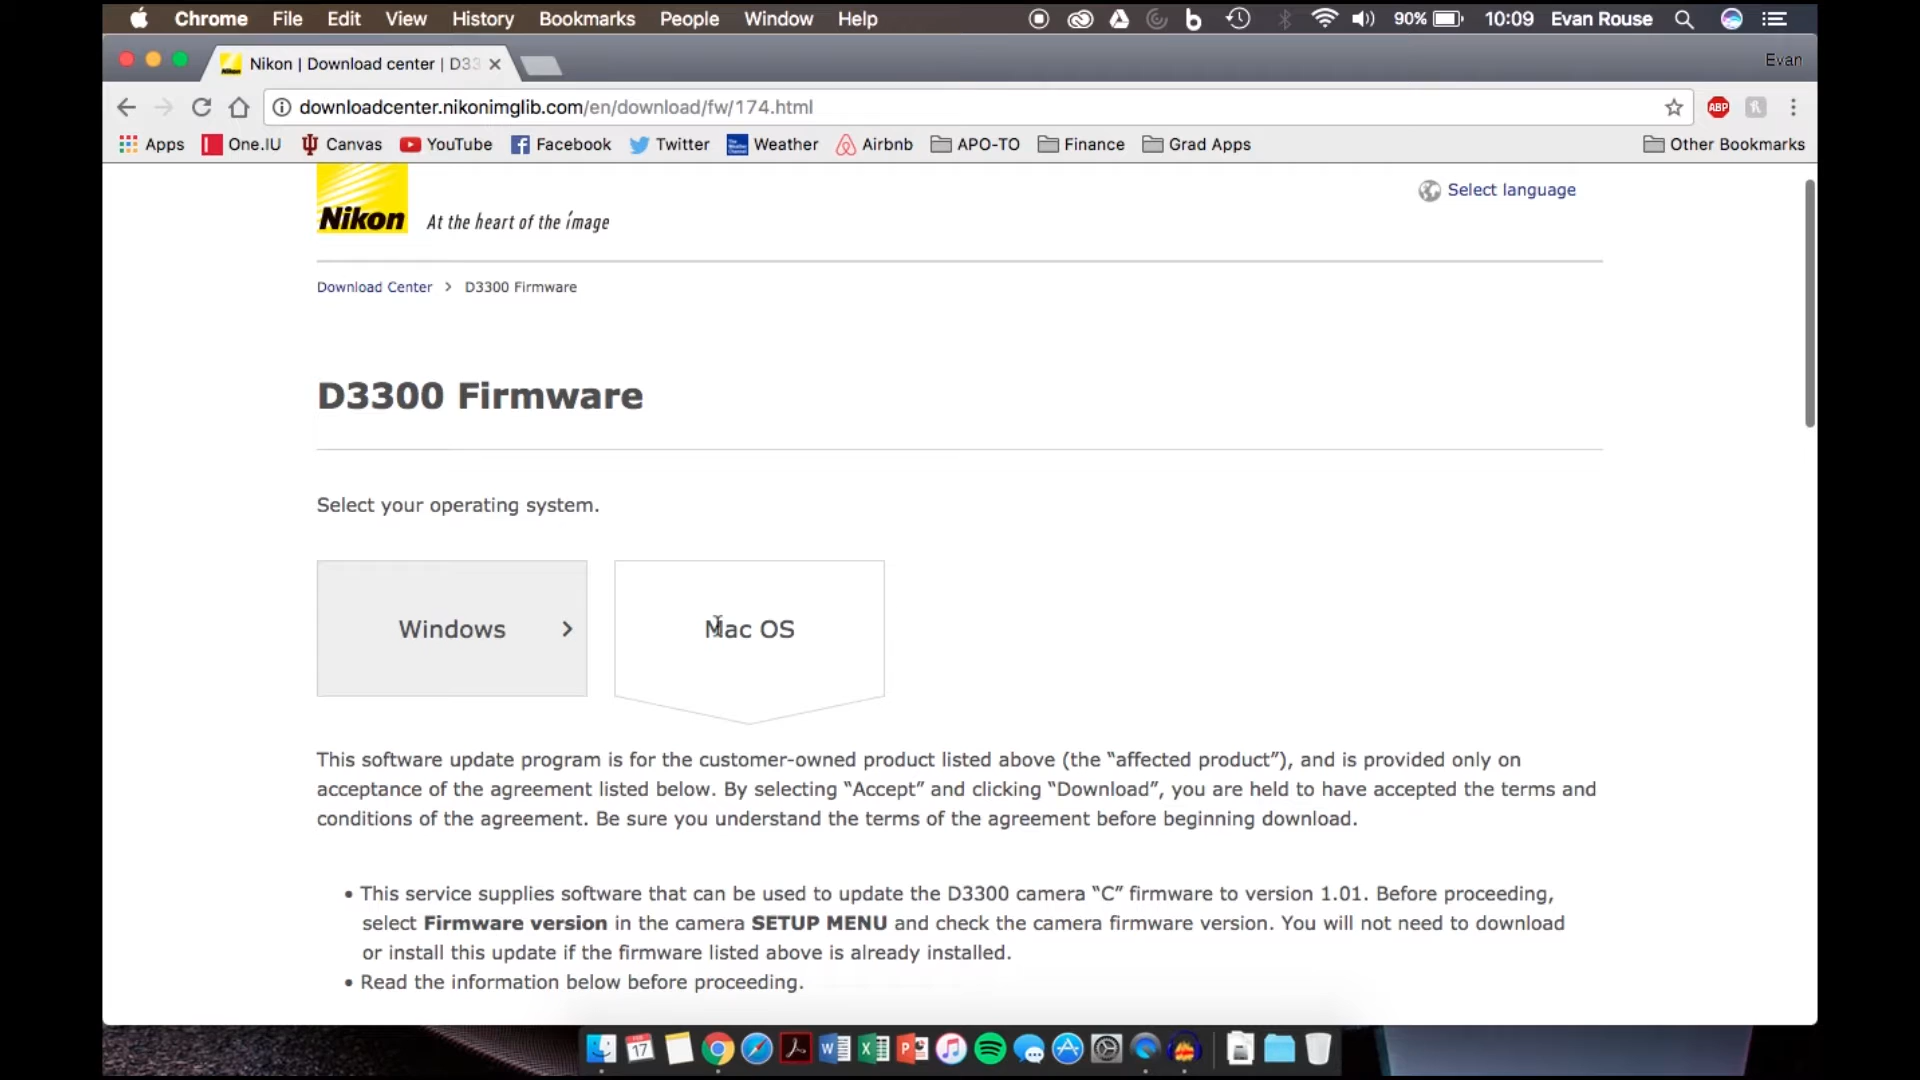 Chrome File Edit View History Bookmarks People Window Help 90% 10:09 Evan Rouse
Nikon | Download center | D33 Evan
downloadcenter.nikonimglib.com/en/download/fw/174.html ABP
Apps One.IU Canvas YouTube Facebook Twitter Weather Airbnb APO-TO Finance Grad Apps Other Bookmarks
Nikon At the heart of the image
Select language
Download Center > D3300 Firmware
D3300 Firmware
Select your operating system.
Windows > Mac OS
This software update program is for the customer-owned product listed above (the “affected product”), and is provided only on
acceptance of the agreement listed below. By selecting “Accept” and clicking “Download”, you are held to have accepted the terms and
conditions of the agreement. Be sure you understand the terms of the agreement before beginning download.
• This service supplies software that can be used to update the D3300 camera “C” firmware to version 1.01. Before proceeding,
select Firmware version in the camera SETUP MENU and check the camera firmware version. You will not need to download
or install this update if the firmware listed above is already installed.
• Read the information below before proceeding.
17